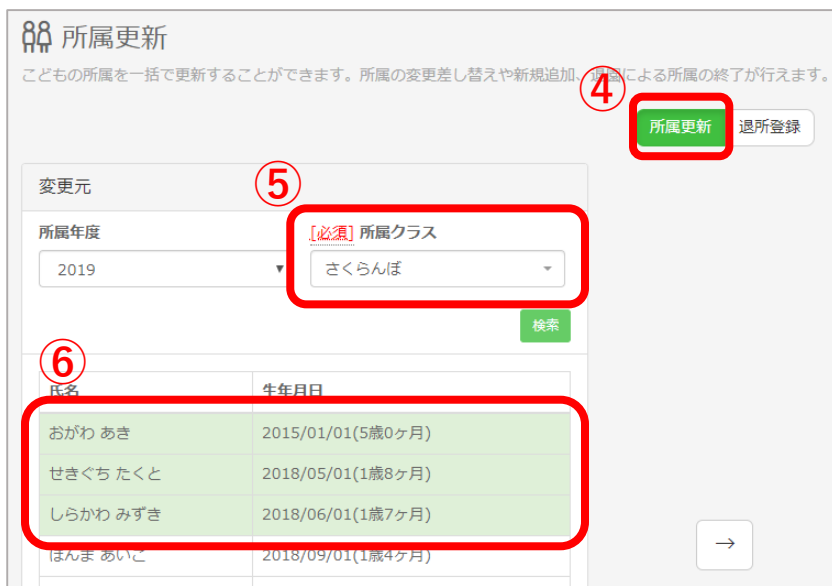 所属更新
こどもの所属を一括で更新することができます。所属の変更差し替えや新規追加、退園による所属の終了が行えます。
④
所属更新 退所登録
変更元
⑤
所属年度 [必須] 所属クラス
2019 さくらんぼ
検索
⑥
氏名 生年月日
おがわ あき 2015/01/01(5歳0ヶ月)
せきぐち たくと 2018/05/01(1歳8ヶ月)
しらかわ みずき 2018/06/01(1歳7ヶ月)
ほんま あいこ 2018/09/01(1歳4ヶ月)
→